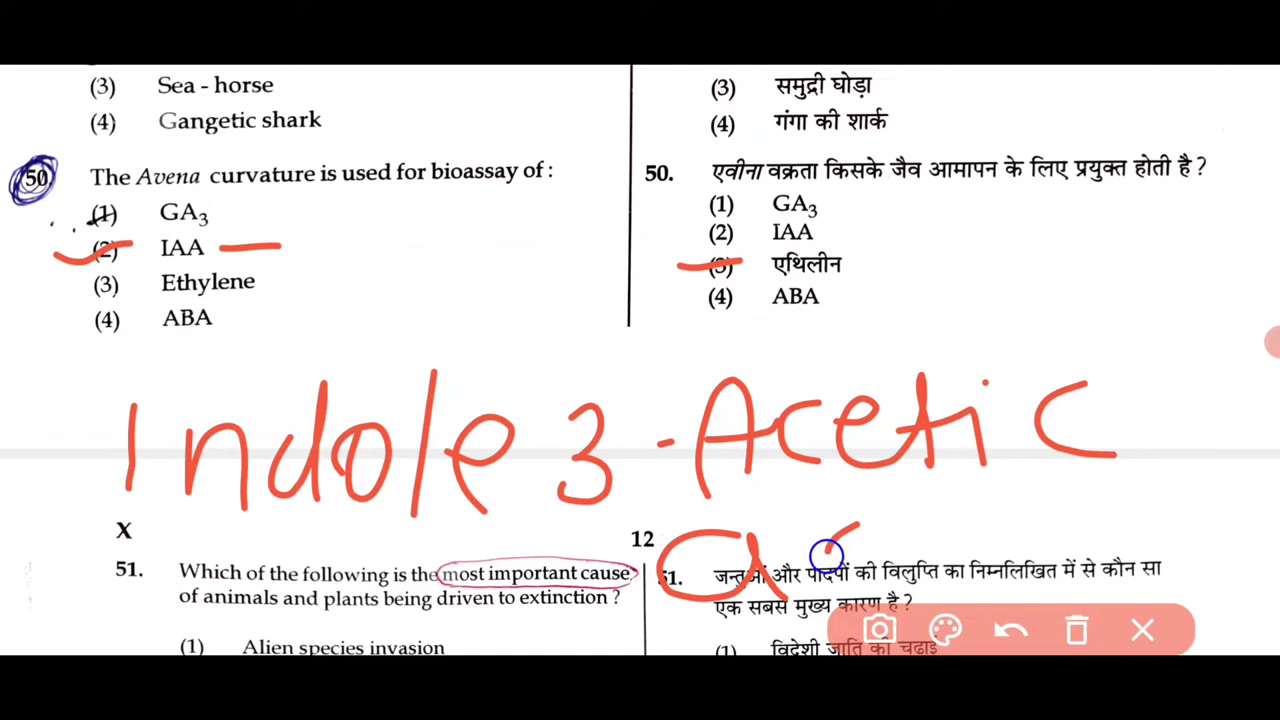 (3) Sea - horse
(4) Gangetic shark
50. The Avena curvature is used for bioassay of :
(1) GA₃
(2) IAA
(3) Ethylene
(4) ABA
(3) समुद्री घोड़ा
(4) गंगा की शार्क
50. एवीना वक्रता किसके जैव आमापन के लिए प्रयुक्त होती है ?
(1) GA₃
(2) IAA
(3) एथिलीन
(4) ABA
Indole 3-Acetic
X
12
51. Which of the following is the most important cause
of animals and plants being driven to extinction ?
(1) Alien species invasion
51. जन्तुओं और पादपों की विलुप्ति का निम्नलिखित में से कौन सा
एक सबसे मुख्य कारण है ?
(1) विदेशी जाति की चढ़ाई